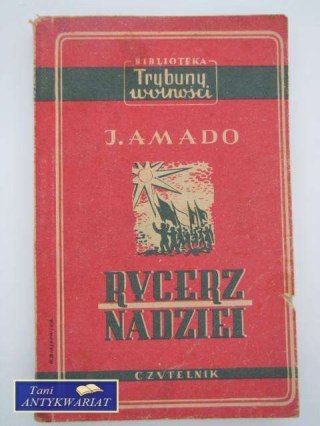 BIBLIOTEKA
Trybuny
wolności
J. AMADO
RYCERZ
NADZIEI
CZYTELNIK
Tani
ANTYKWARIAT